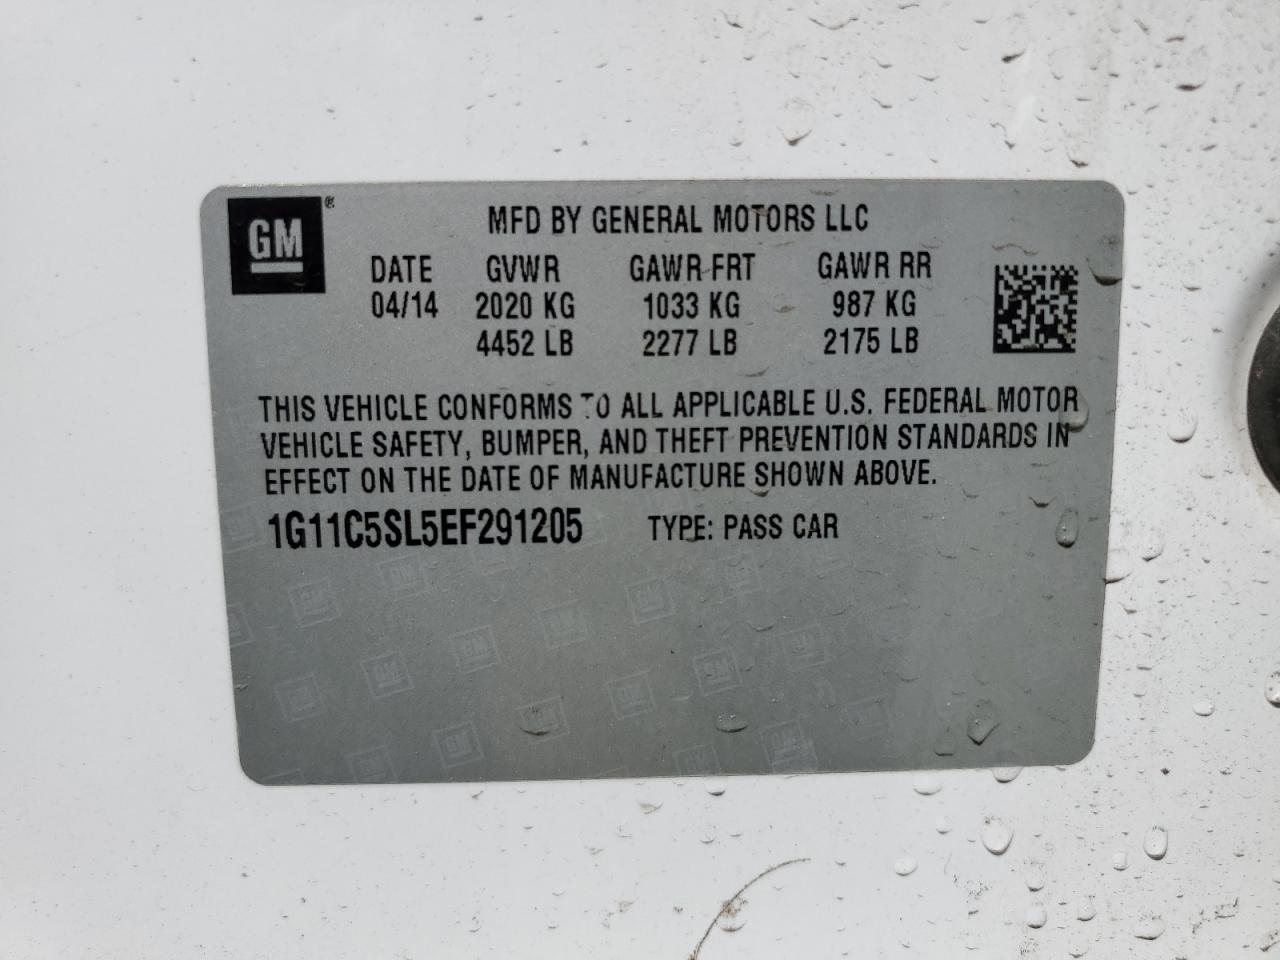 GM®
MFD BY GENERAL MOTORS LLC
DATE GVWR GAWR FRT GAWR RR
04/14 2020 KG 1033 KG 987 KG
4452 LB 2277 LB 2175 LB
THIS VEHICLE CONFORMS TO ALL APPLICABLE U.S. FEDERAL MOTOR
VEHICLE SAFETY, BUMPER, AND THEFT PREVENTION STANDARDS IN
EFFECT ON THE DATE OF MANUFACTURE SHOWN ABOVE.
1G11C5SL5EF291205 TYPE: PASS CAR